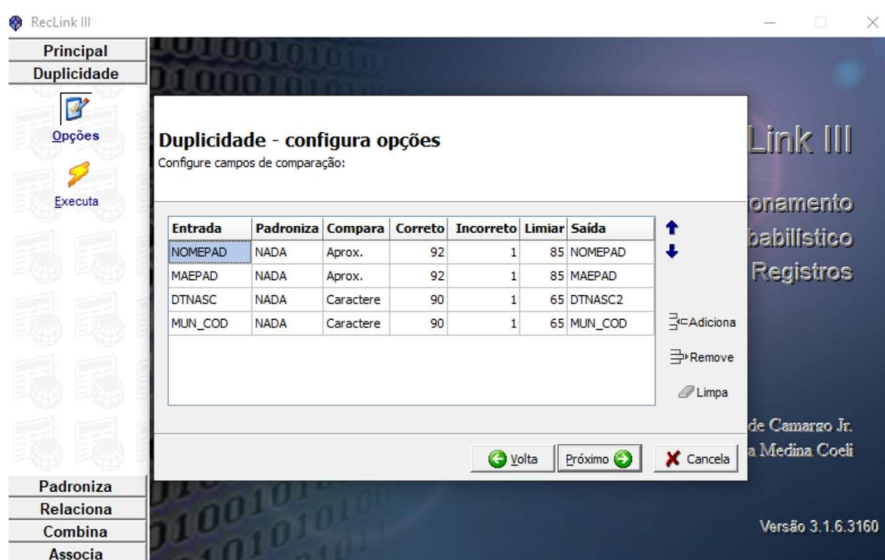 RecLink III
Principal
Duplicidade
Opções
Executa
Duplicidade - configura opções
Configure campos de comparação:
Entrada Padroniza Compara Correto Incorreto Limiar Saída
NOMEPAD NADA Aprox. 92 1 85 NOMEPAD
MAEPAD NADA Aprox. 92 1 85 MAEPAD
DTNASC NADA Caractere 90 1 65 DTNASC2
MUN_COD NADA Caractere 90 1 65 MUN_COD
Adiciona
Remove
Limpa
Volta
Próximo
Cancela
Link III
onamento
babilístico
Registros
de Camargo Jr.
a Medina Coeli
Versão 3.1.6.3160
Padroniza
Relaciona
Combina
Associa